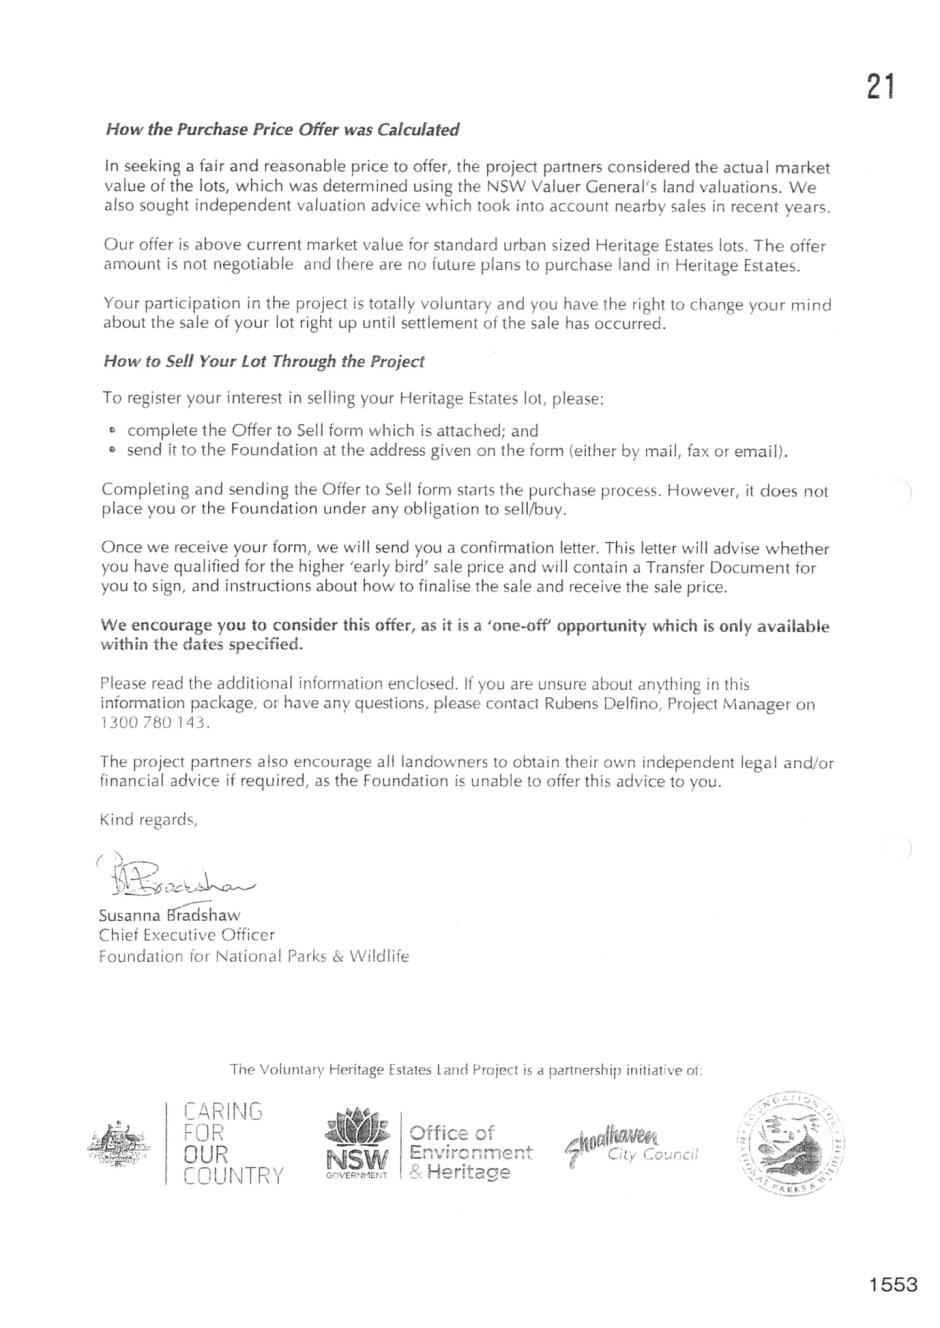 21
How the Purchase Price Offer was Calculated
In seeking a fair and reasonable price to offer, the project partners considered the actual market
value of the lots, which was determined using the NSW Valuer General's land valuations. We
also sought independent valuation advice which took into account nearby sales in recent years.
Our offer is above current market value for standard urban sized Heritage Estates lots. The offer
amount is not negotiable and there are no future plans to purchase land in Heritage Estates.
Your participation in the project is totally voluntary and you have the right to change your mind
about the sale of your lot right up until settlement of the sale has occurred.
How to Sell Your Lot Through the Project
To register your interest in selling your Heritage Estates lot, please:
• complete the Offer to Sell form which is attached; and
• send it to the Foundation at the address given on the form (either by mail, fax or email).
Completing and sending the Offer to Sell form starts the purchase process. However, it does not
place you or the Foundation under any obligation to sell/buy.
Once we receive your form, we will send you a confirmation letter. This letter will advise whether
you have qualified for the higher 'early bird' sale price and will contain a Transfer Document for
you to sign, and instructions about how to finalise the sale and receive the sale price.
We encourage you to consider this offer, as it is a 'one-off' opportunity which is only available
within the dates specified.
Please read the additional information enclosed. If you are unsure about anything in this
information package, or have any questions, please contact Rubens Delfino, Project Manager on
1300 780 143.
The project partners also encourage all landowners to obtain their own independent legal and/or
financial advice if required, as the Foundation is unable to offer this advice to you.
Kind regards,
Bradshaw
Susanna Bradshaw
Chief Executive Officer
Foundation for National Parks & Wildlife
The Voluntary Heritage Estates Land Project is a partnership initiative of:
CARING
FOR
OUR
COUNTRY
NSW
GOVERNMENT
Office of
Environment
& Heritage
Shoalhaven
City Council
FOUNDATION FOR NATIONAL PARKS & WILDLIFE
1553